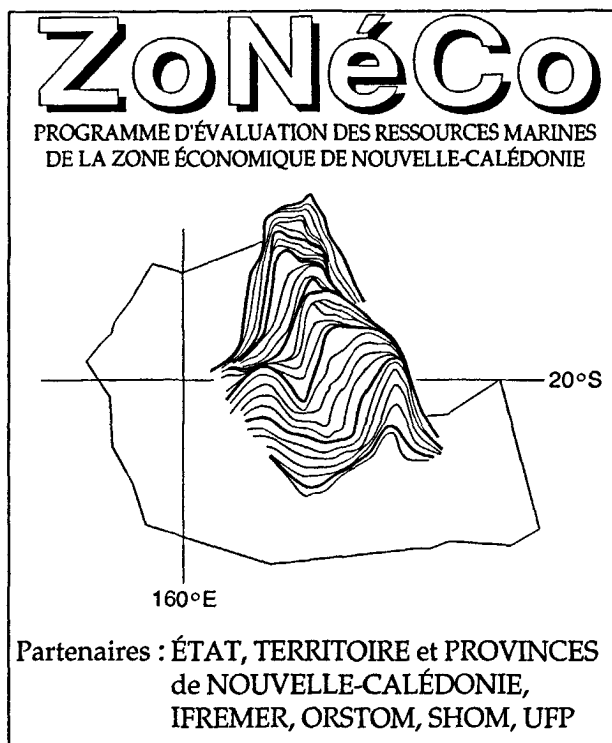 ZoNéCo
PROGRAMME D'ÉVALUATION DES RESSOURCES MARINES
DE LA ZONE ÉCONOMIQUE DE NOUVELLE-CALÉDONIE
20°S
160°E
Partenaires : ÉTAT, TERRITOIRE et PROVINCES
de NOUVELLE-CALÉDONIE,
IFREMER, ORSTOM, SHOM, UFP